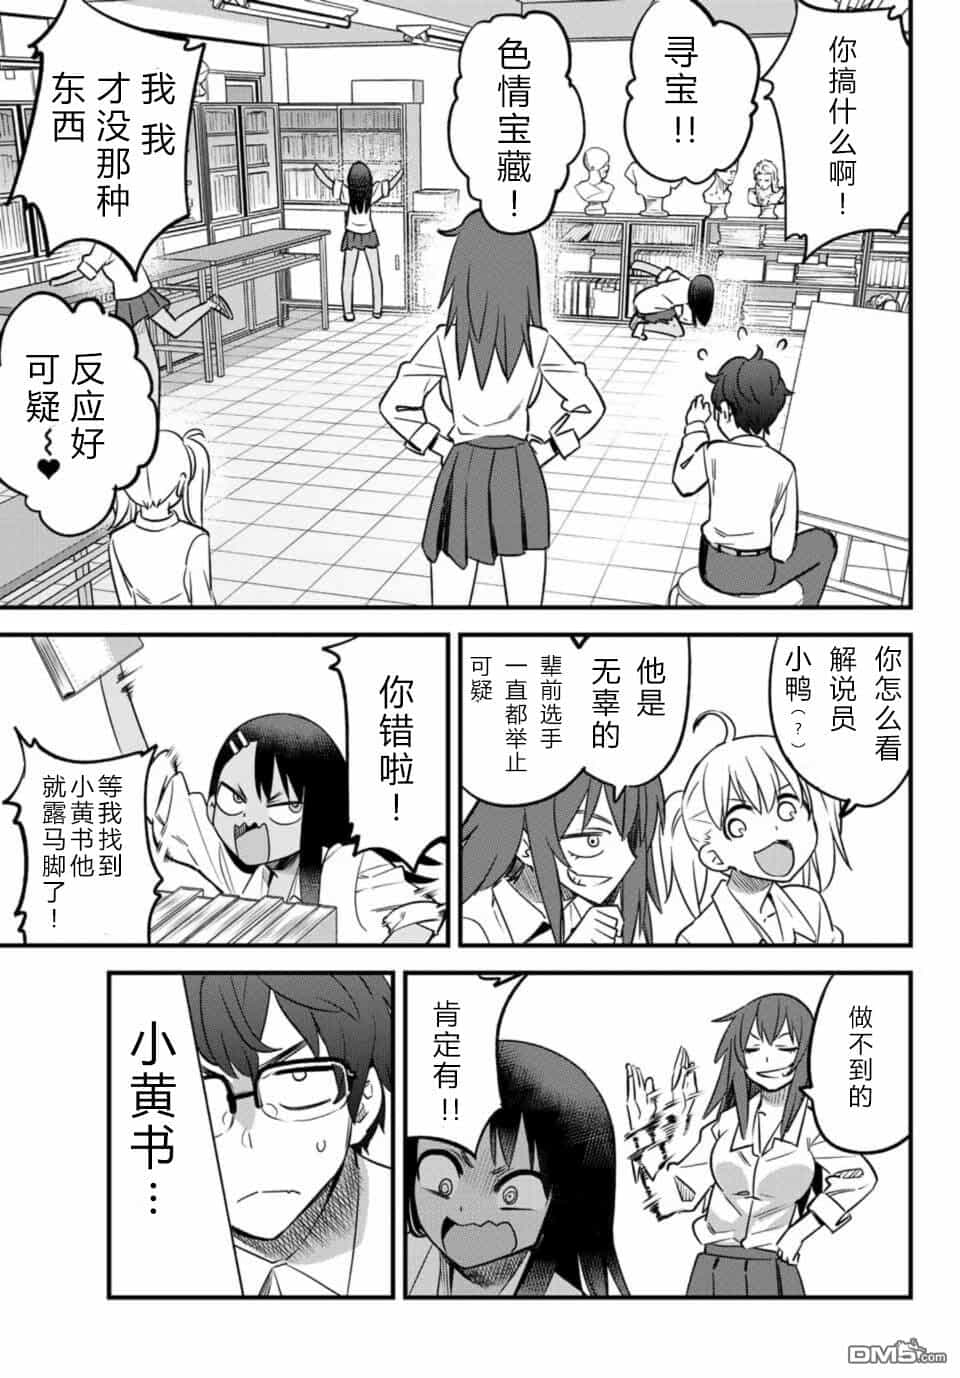 你搞什么啊！
寻宝!!
色情宝藏！
我我
才没那种
东西
反应好
可疑~♥
你怎么看
解说员
小鸭（？）
他是
无辜的
辈前选手
一直都举止
可疑
你错啦！
等我找到
小黄书他
就露马脚了！
做不到的
肯定有!!
小黄书…
DM5.com